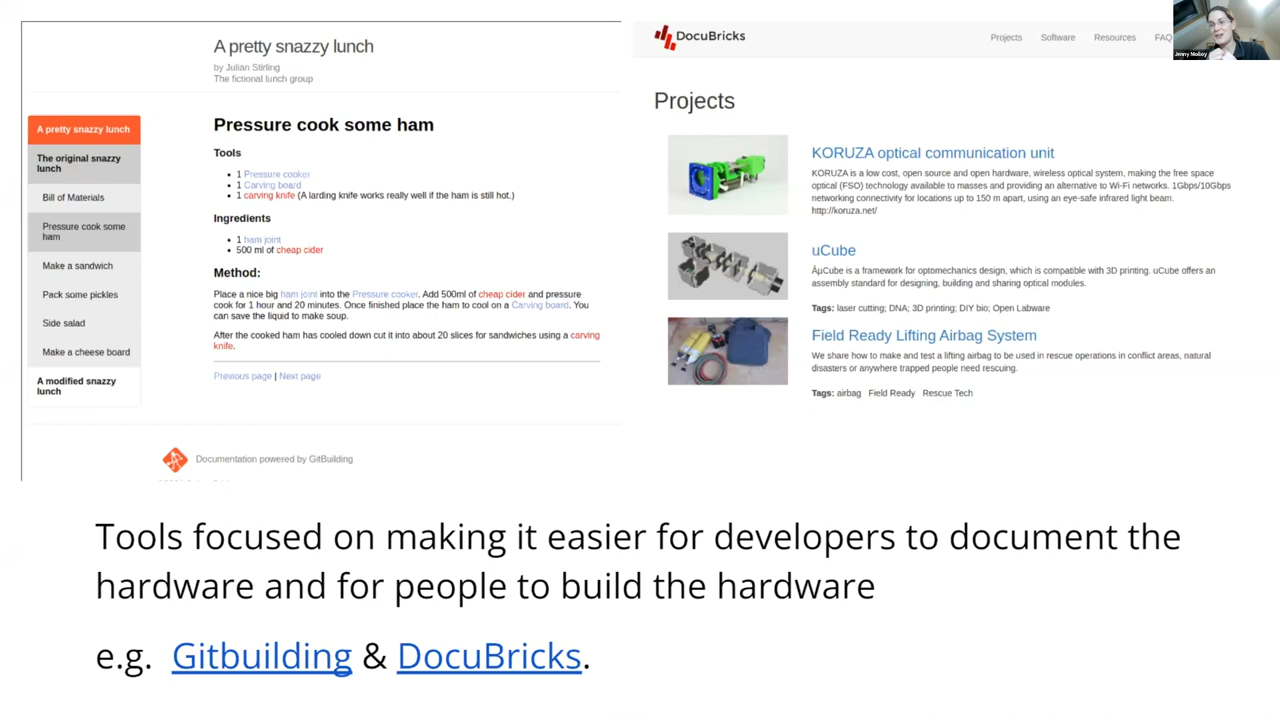 A pretty snazzy lunch
by Julian Stirling
The fictional lunch group
A pretty snazzy lunch
The original snazzy
lunch
Bill of Materials
Pressure cook some
ham
Make a sandwich
Pack some pickles
Side salad
Make a cheese board
A modified snazzy
lunch
Pressure cook some ham
Tools
• 1 Pressure cooker
• 1 Carving board
• 1 carving knife (A larding knife works really well if the ham is still hot.)
Ingredients
• 1 ham joint
• 500 ml of cheap cider
Method:
Place a nice big ham joint into the Pressure cooker. Add 500ml of cheap cider and pressure
cook for 1 hour and 20 minutes. Once finished place the ham to cool on a Carving board. You
can save the liquid to make soup.
After the cooked ham has cooled down cut it into about 20 slices for sandwiches using a carving
knife.
Previous page | Next page
Documentation powered by GitBuilding
DocuBricks
Projects Software Resources FAQ
Jenny Molloy
Projects
KORUZA optical communication unit
KORUZA is a low cost, open source and open hardware, wireless optical system, making the free space
optical (FSO) technology available to masses and providing an alternative to Wi-Fi networks. 1Gbps/10Gbps
networking connectivity for locations up to 150 m apart, using an eye-safe infrared light beam.
http://koruza.net/
uCube
ÂµCube is a framework for optomechanics design, which is compatible with 3D printing. uCube offers an
assembly standard for designing, building and sharing optical modules.
Tags: laser cutting; DNA; 3D printing; DIY bio; Open Labware
Field Ready Lifting Airbag System
We share how to make and test a lifting airbag to be used in rescue operations in conflict areas, natural
disasters or anywhere trapped people need rescuing.
Tags: airbag Field Ready Rescue Tech
Tools focused on making it easier for developers to document the
hardware and for people to build the hardware
e.g. Gitbuilding & DocuBricks.